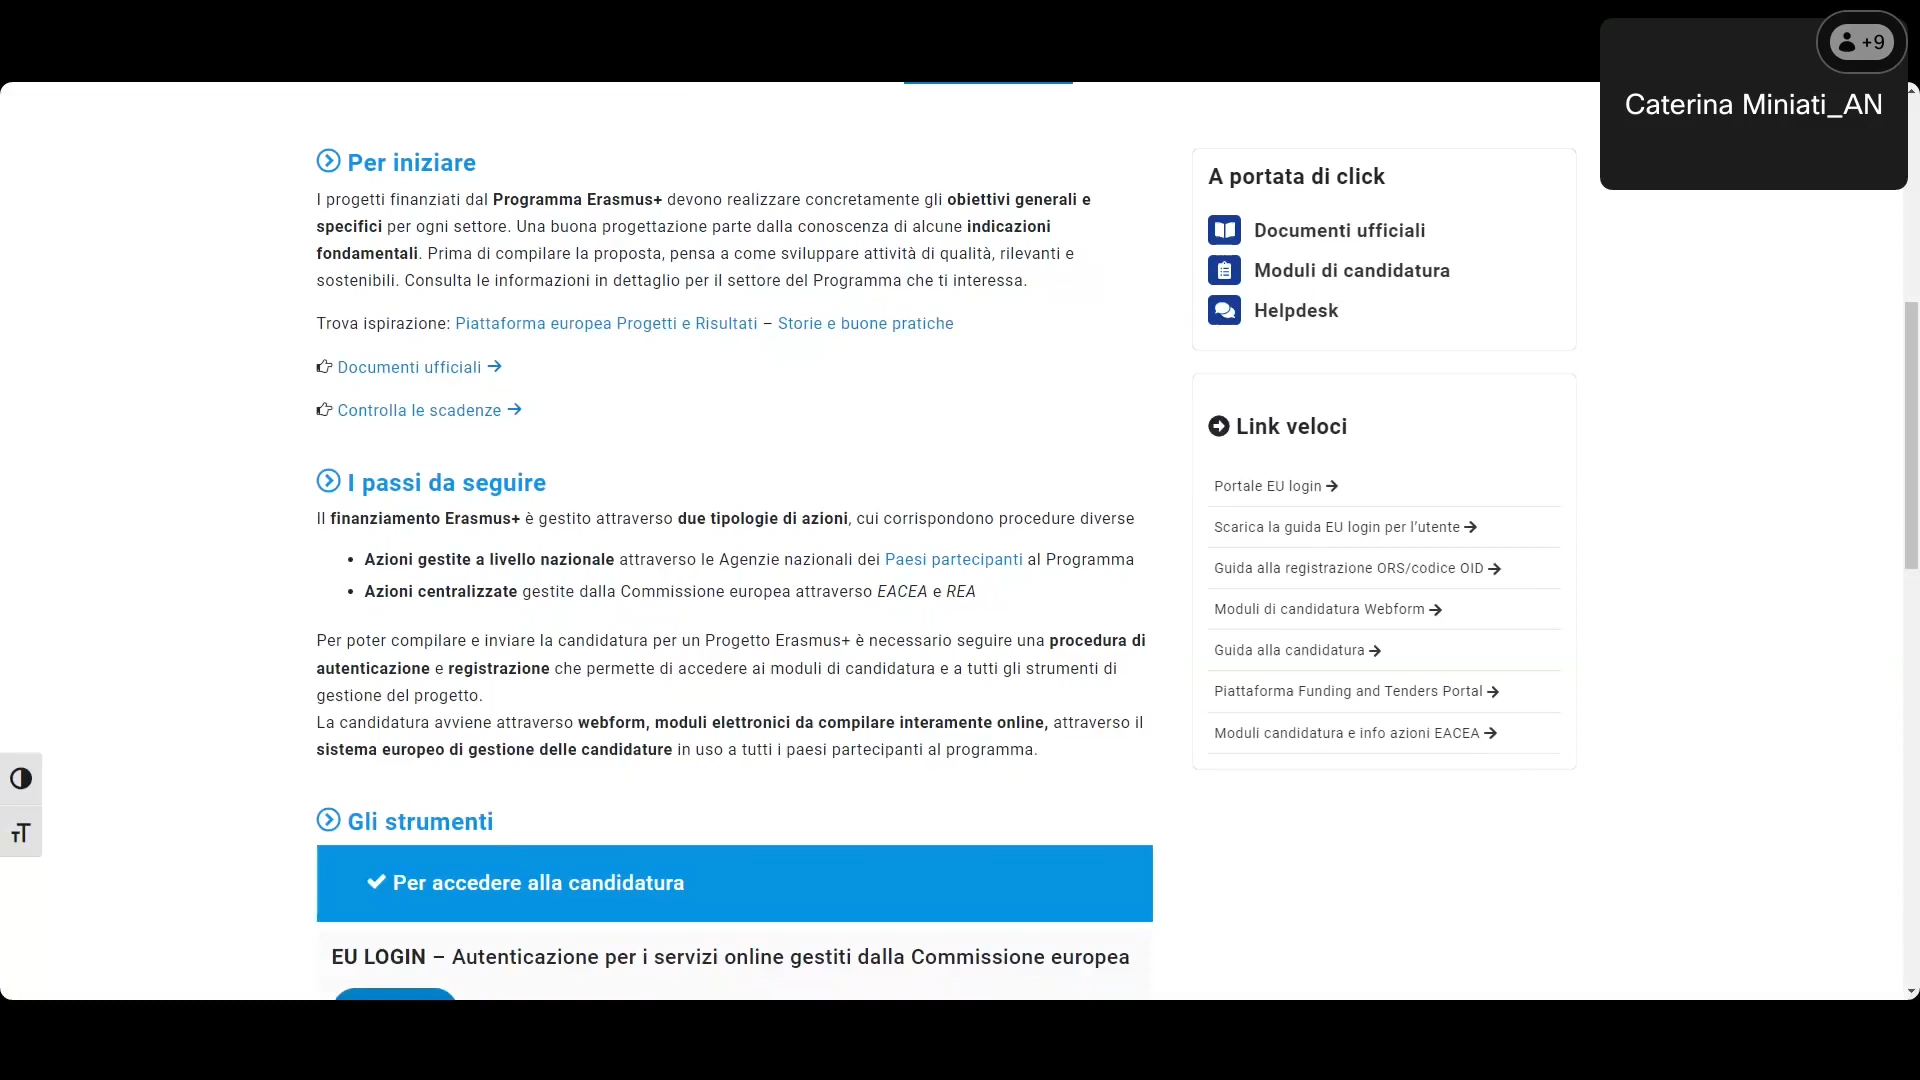 +9
Caterina Miniati_AN
Per iniziare
I progetti finanziati dal Programma Erasmus+ devono realizzare concretamente gli obiettivi generali e
specifici per ogni settore. Una buona progettazione parte dalla conoscenza di alcune indicazioni
fondamentali. Prima di compilare la proposta, pensa a come sviluppare attività di qualità, rilevanti e
sostenibili. Consulta le informazioni in dettaglio per il settore del Programma che ti interessa.
Trova ispirazione: Piattaforma europea Progetti e Risultati – Storie e buone pratiche
Documenti ufficiali
Controlla le scadenze
I passi da seguire
Il finanziamento Erasmus+ è gestito attraverso due tipologie di azioni, cui corrispondono procedure diverse
• Azioni gestite a livello nazionale attraverso le Agenzie nazionali dei Paesi partecipanti al Programma
• Azioni centralizzate gestite dalla Commissione europea attraverso EACEA e REA
Per poter compilare e inviare la candidatura per un Progetto Erasmus+ è necessario seguire una procedura di
autenticazione e registrazione che permette di accedere ai moduli di candidatura e a tutti gli strumenti di
gestione del progetto.
La candidatura avviene attraverso webform, moduli elettronici da compilare interamente online, attraverso il
sistema europeo di gestione delle candidature in uso a tutti i paesi partecipanti al programma.
Gli strumenti
Per accedere alla candidatura
EU LOGIN – Autenticazione per i servizi online gestiti dalla Commissione europea
A portata di click
Documenti ufficiali
Moduli di candidatura
Helpdesk
Link veloci
Portale EU login
Scarica la guida EU login per l'utente
Guida alla registrazione ORS/codice OID
Moduli di candidatura Webform
Guida alla candidatura
Piattaforma Funding and Tenders Portal
Moduli candidatura e info azioni EACEA